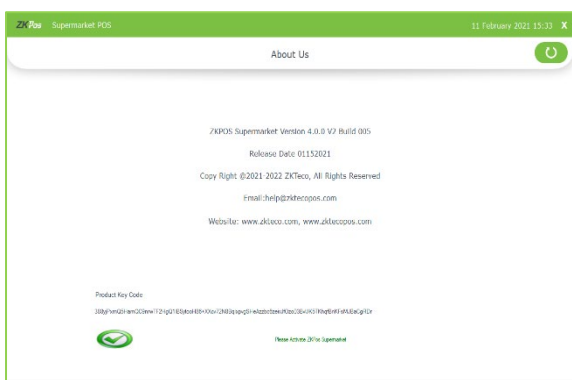 ZKPos Supermarket POS 11 February 2021 15:33 X
About Us
ZKPOS Supermarket Version 4.0.0 V2 Build 005
Release Date 01152021
Copy Right @2021-2022 ZKTeco, All Rights Reserved
Email:help@zktecopos.com
Website: www.zkteco.com, www.zktecopos.com
Product Key Code
Please Activate ZKPos Supermarket